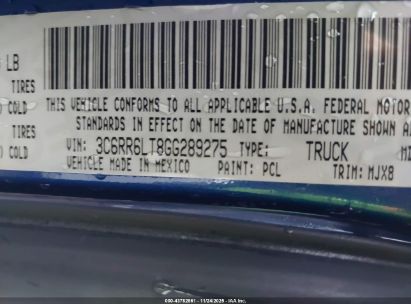 LB
TIRES
COLD
TIRES
COLD
THIS VEHICLE CONFORMS TO ALL APPLICABLE U.S.A. FEDERAL MOTOR
STANDARDS IN EFFECT ON THE DATE OF MANUFACTURE SHOWN A
VIN: 3C6RR6LT8GG289275 TYPE: TRUCK
VEHICLE MADE IN MEXICO PAINT: PCL TRIM: MJX8